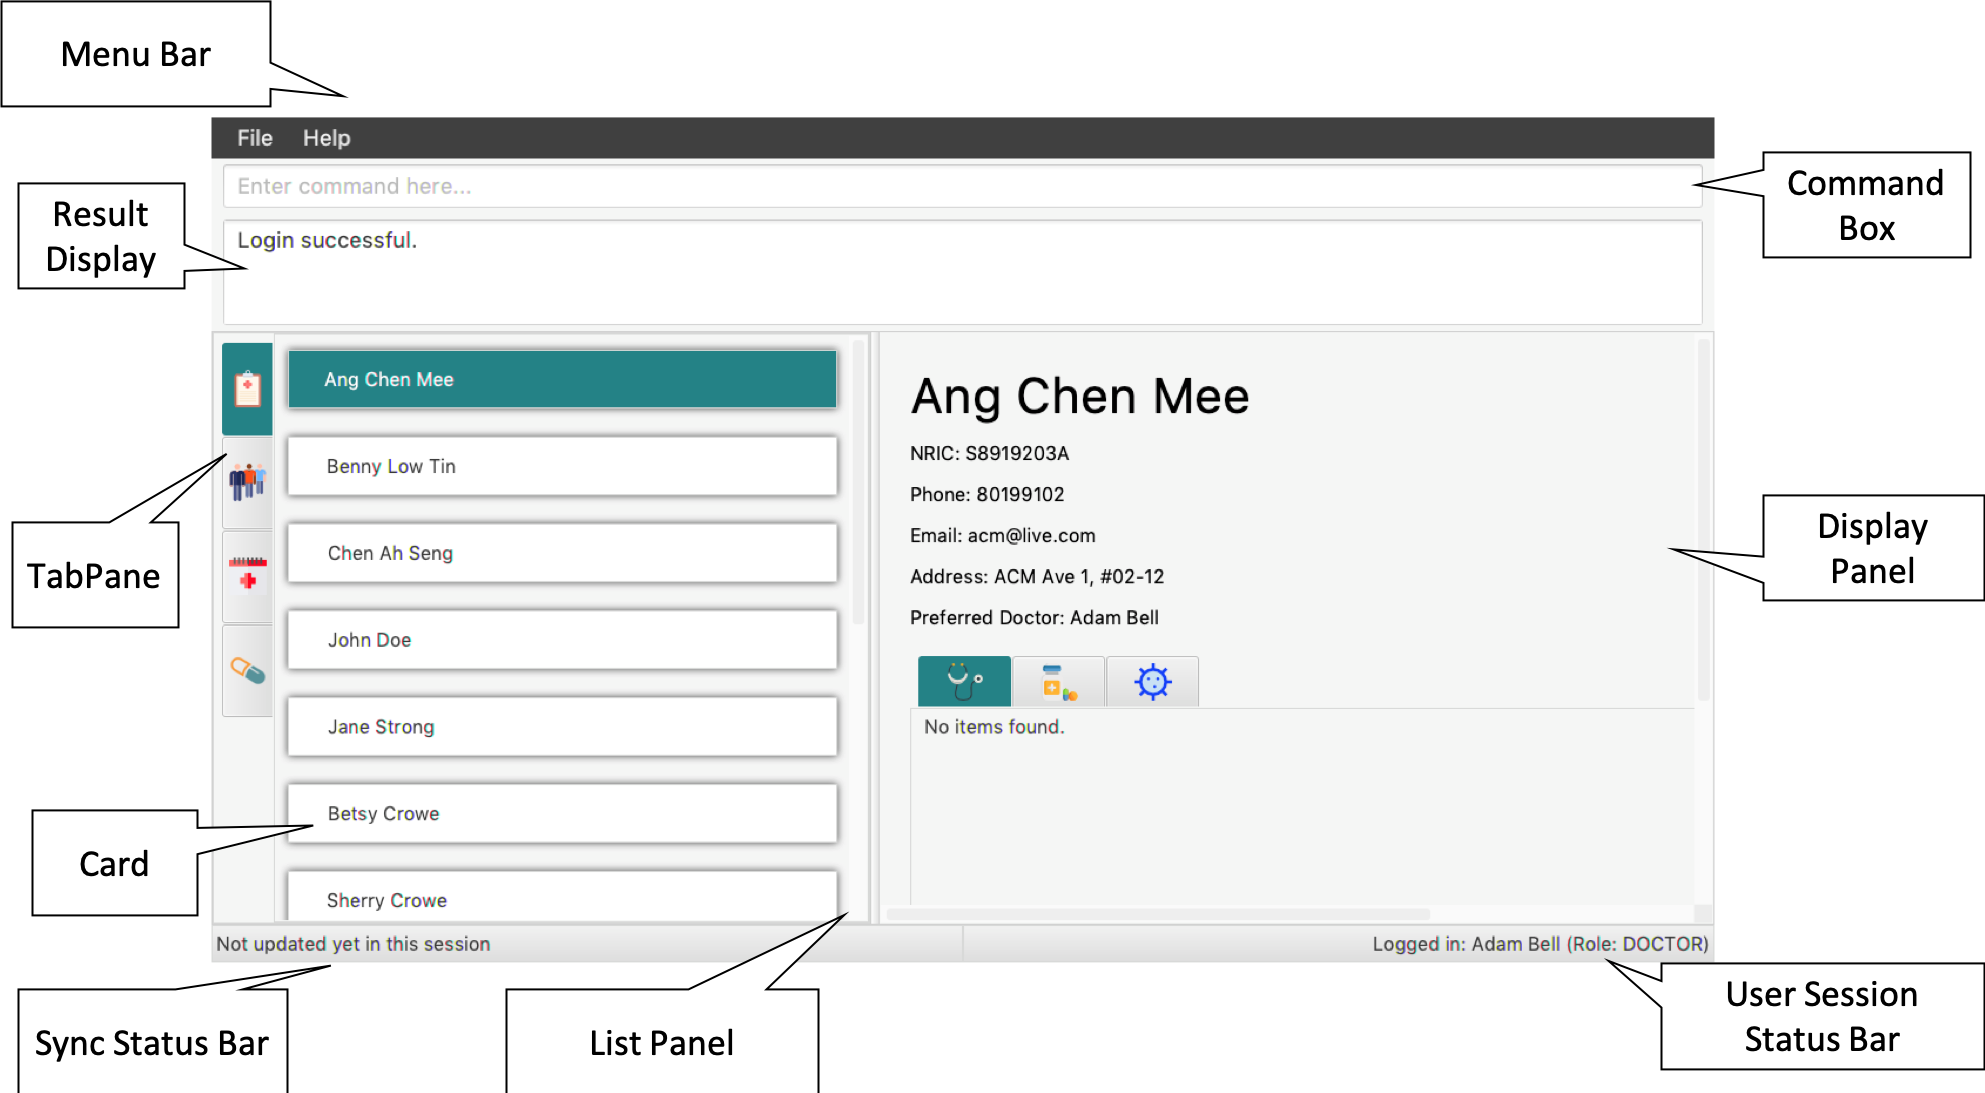 Menu Bar
File Help
Enter command here...
Command
Box
Result
Display
Login successful.
Ang Chen Mee
Benny Low Tin
Chen Ah Seng
John Doe
Jane Strong
Betsy Crowe
Sherry Crowe
TabPane
Card
Ang Chen Mee
NRIC: S8919203A
Phone: 80199102
Email: acm@live.com
Address: ACM Ave 1, #02-12
Preferred Doctor: Adam Bell
No items found.
Display
Panel
Not updated yet in this session
Logged in: Adam Bell (Role: DOCTOR)
Sync Status Bar
List Panel
User Session
Status Bar